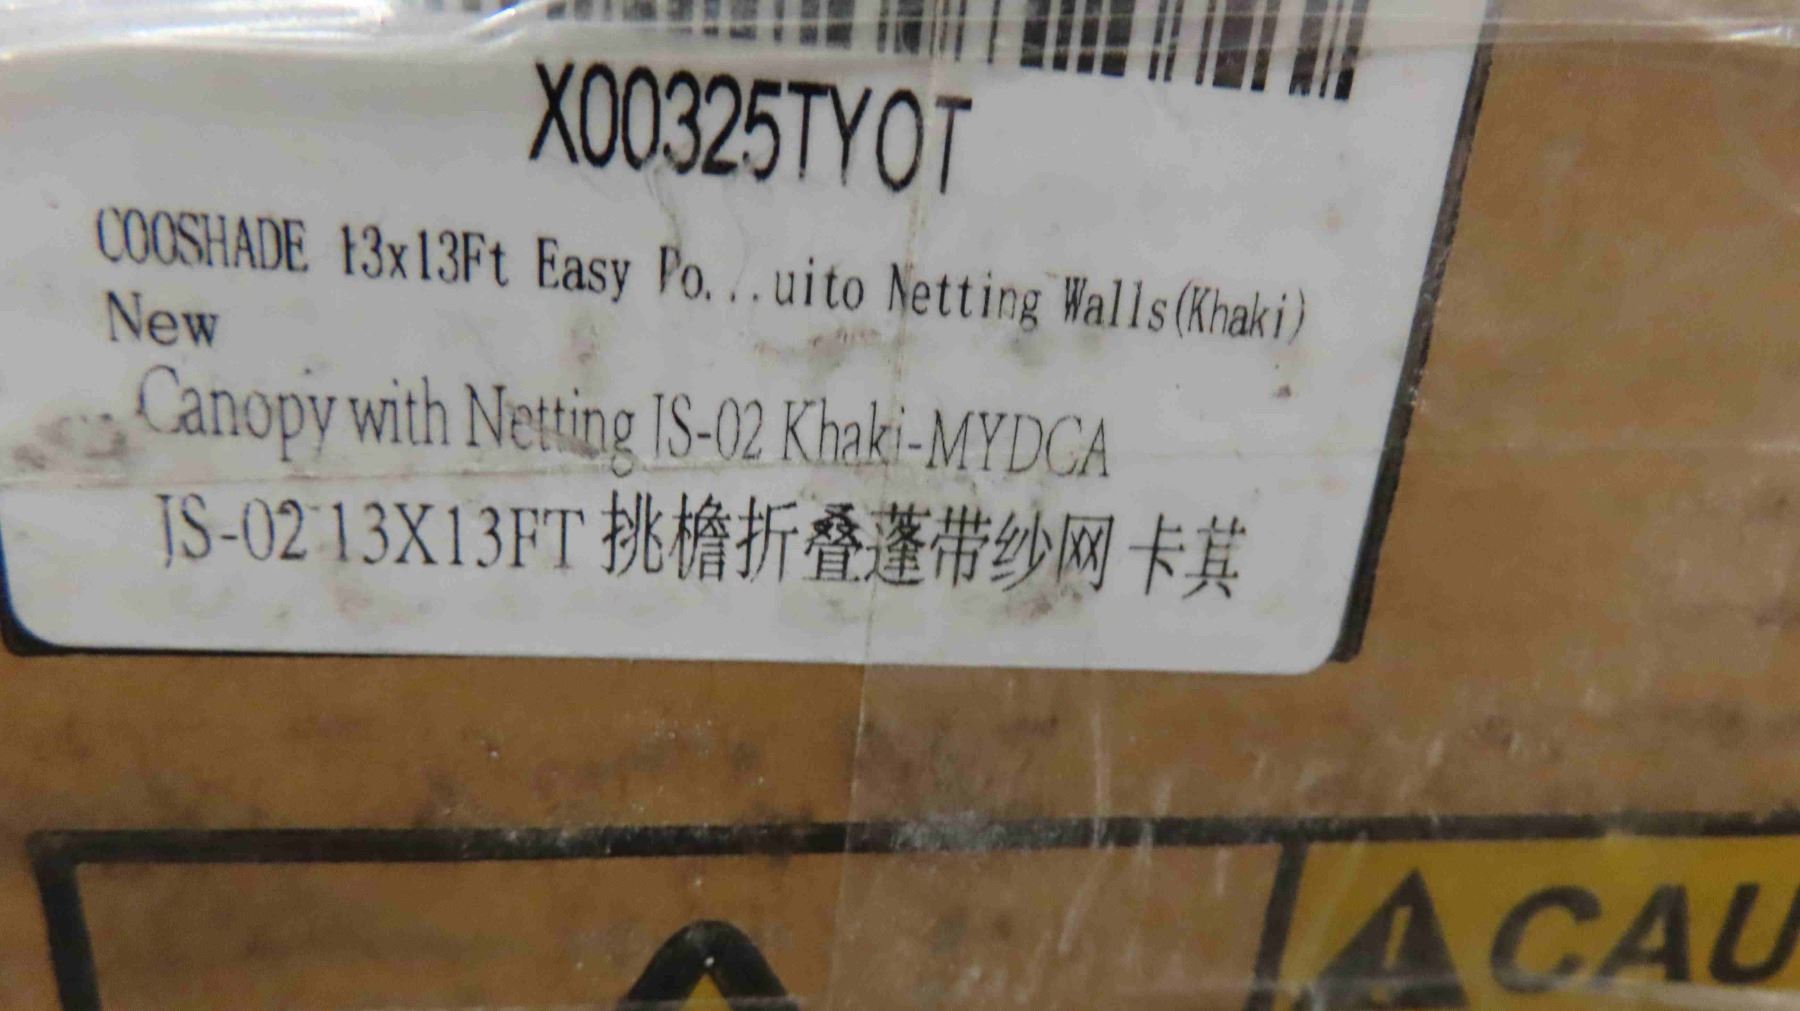 X00325TYOT
COOSHADE 13x13Ft Easy Po...uito Netting Walls(Khaki)
New
Canopy with Netting JS-02 Khaki-MYDCA
JS-02 13X13FT 挑檐折叠蓬带纱网 卡萁
CAU